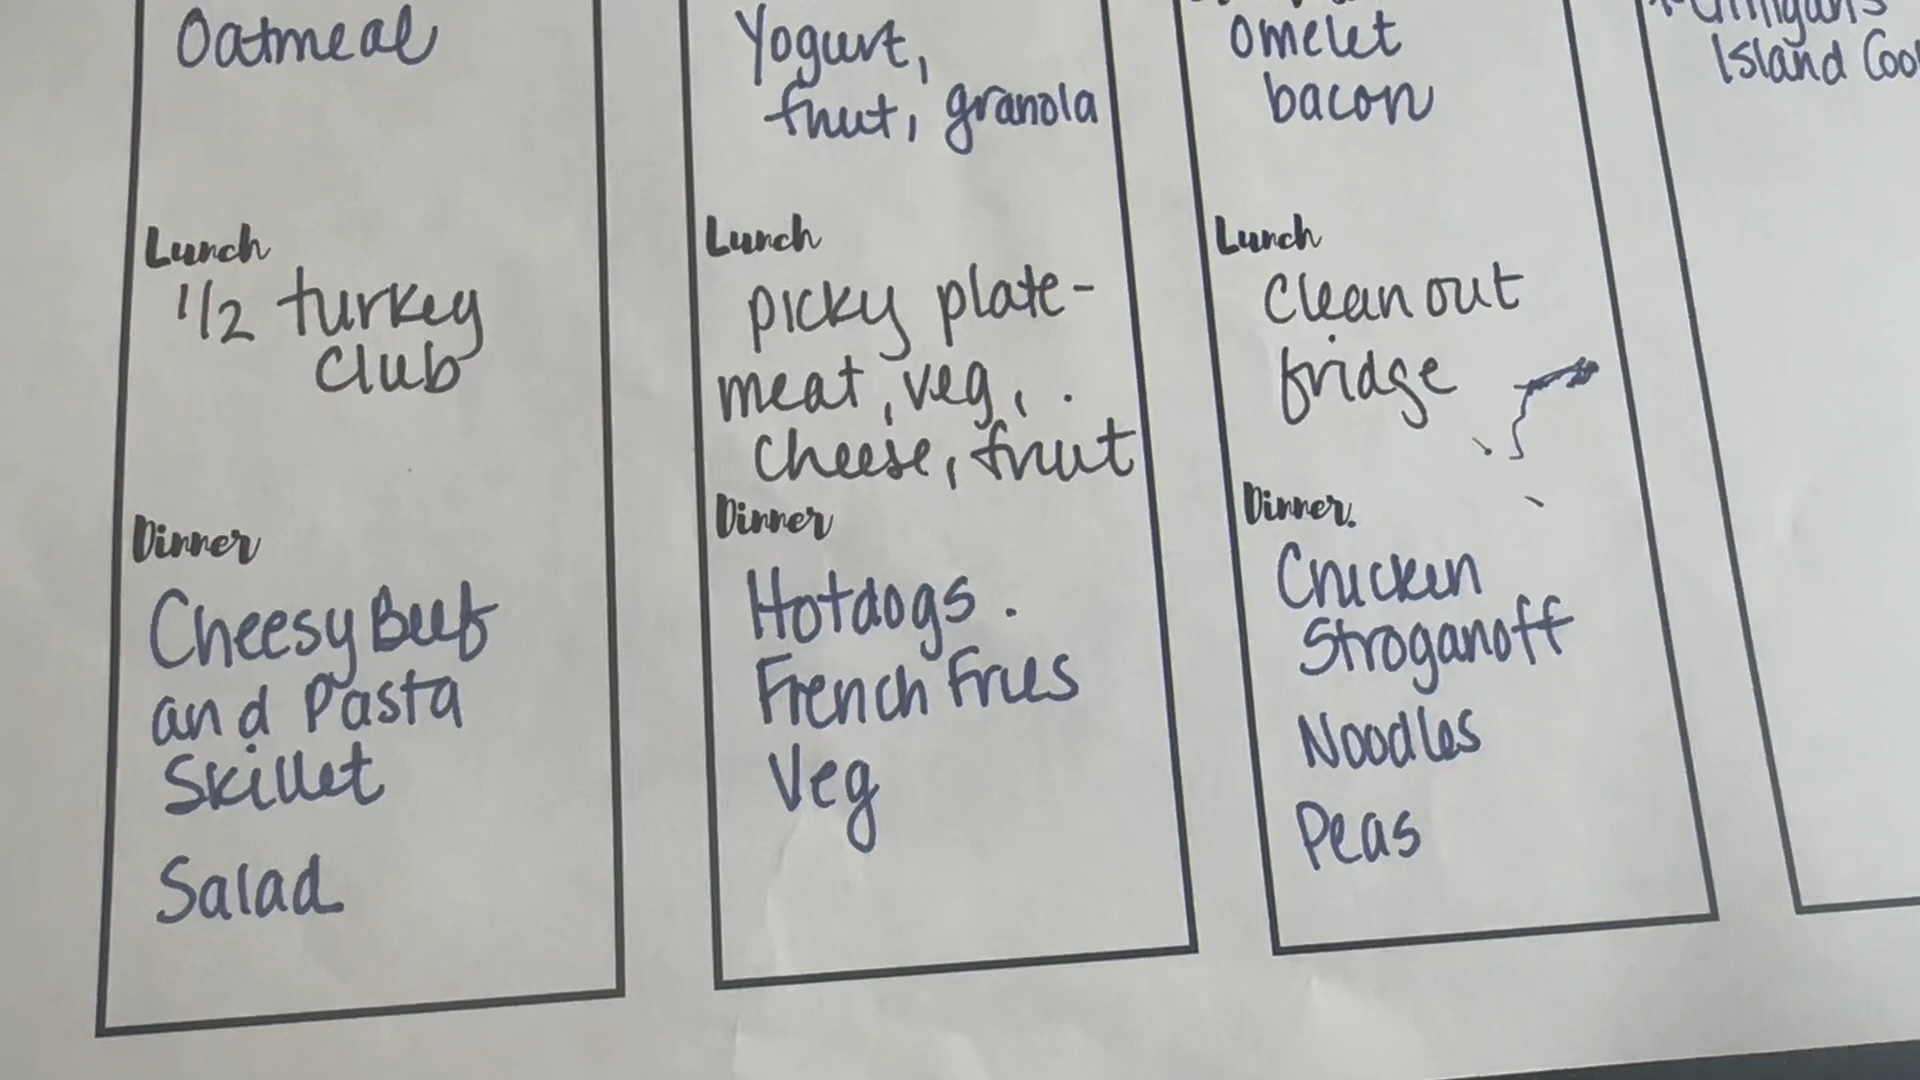 Oatmeal
Lunch
1/2 turkey
club
Dinner
Cheesy Beef
and Pasta
Skillet
Salad
Yogurt,
fruit, granola
Lunch
picky plate-
meat, veg,
cheese, fruit
Dinner
Hotdogs
French Fries
Veg
omelet
bacon
Lunch
Clean out
fridge
Dinner
Chicken
Stroganoff
Noodles
Peas
Gilligan's
Island